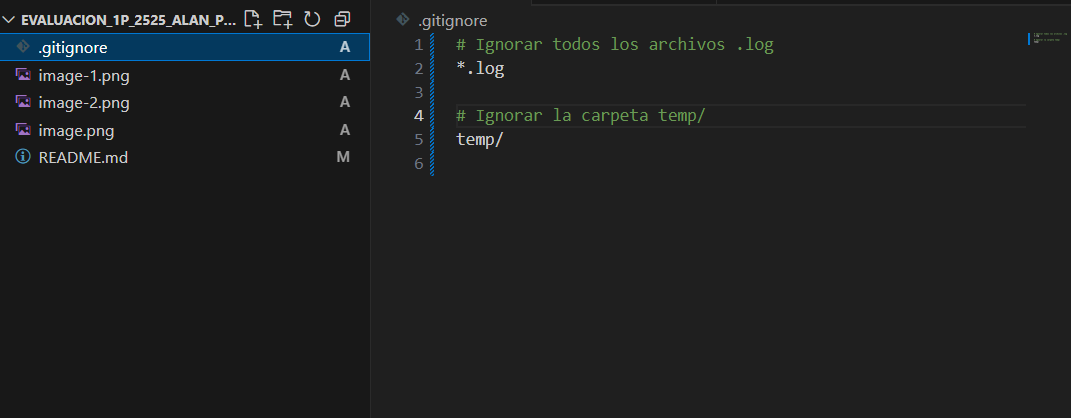 EVALUACION_1P_2525_ALAN_P...
.gitignore A
image-1.png A
image-2.png A
image.png A
README.md M
.gitignore
1 # Ignorar todos los archivos .log
2 *.log
3
4 # Ignorar la carpeta temp/
5 temp/
6